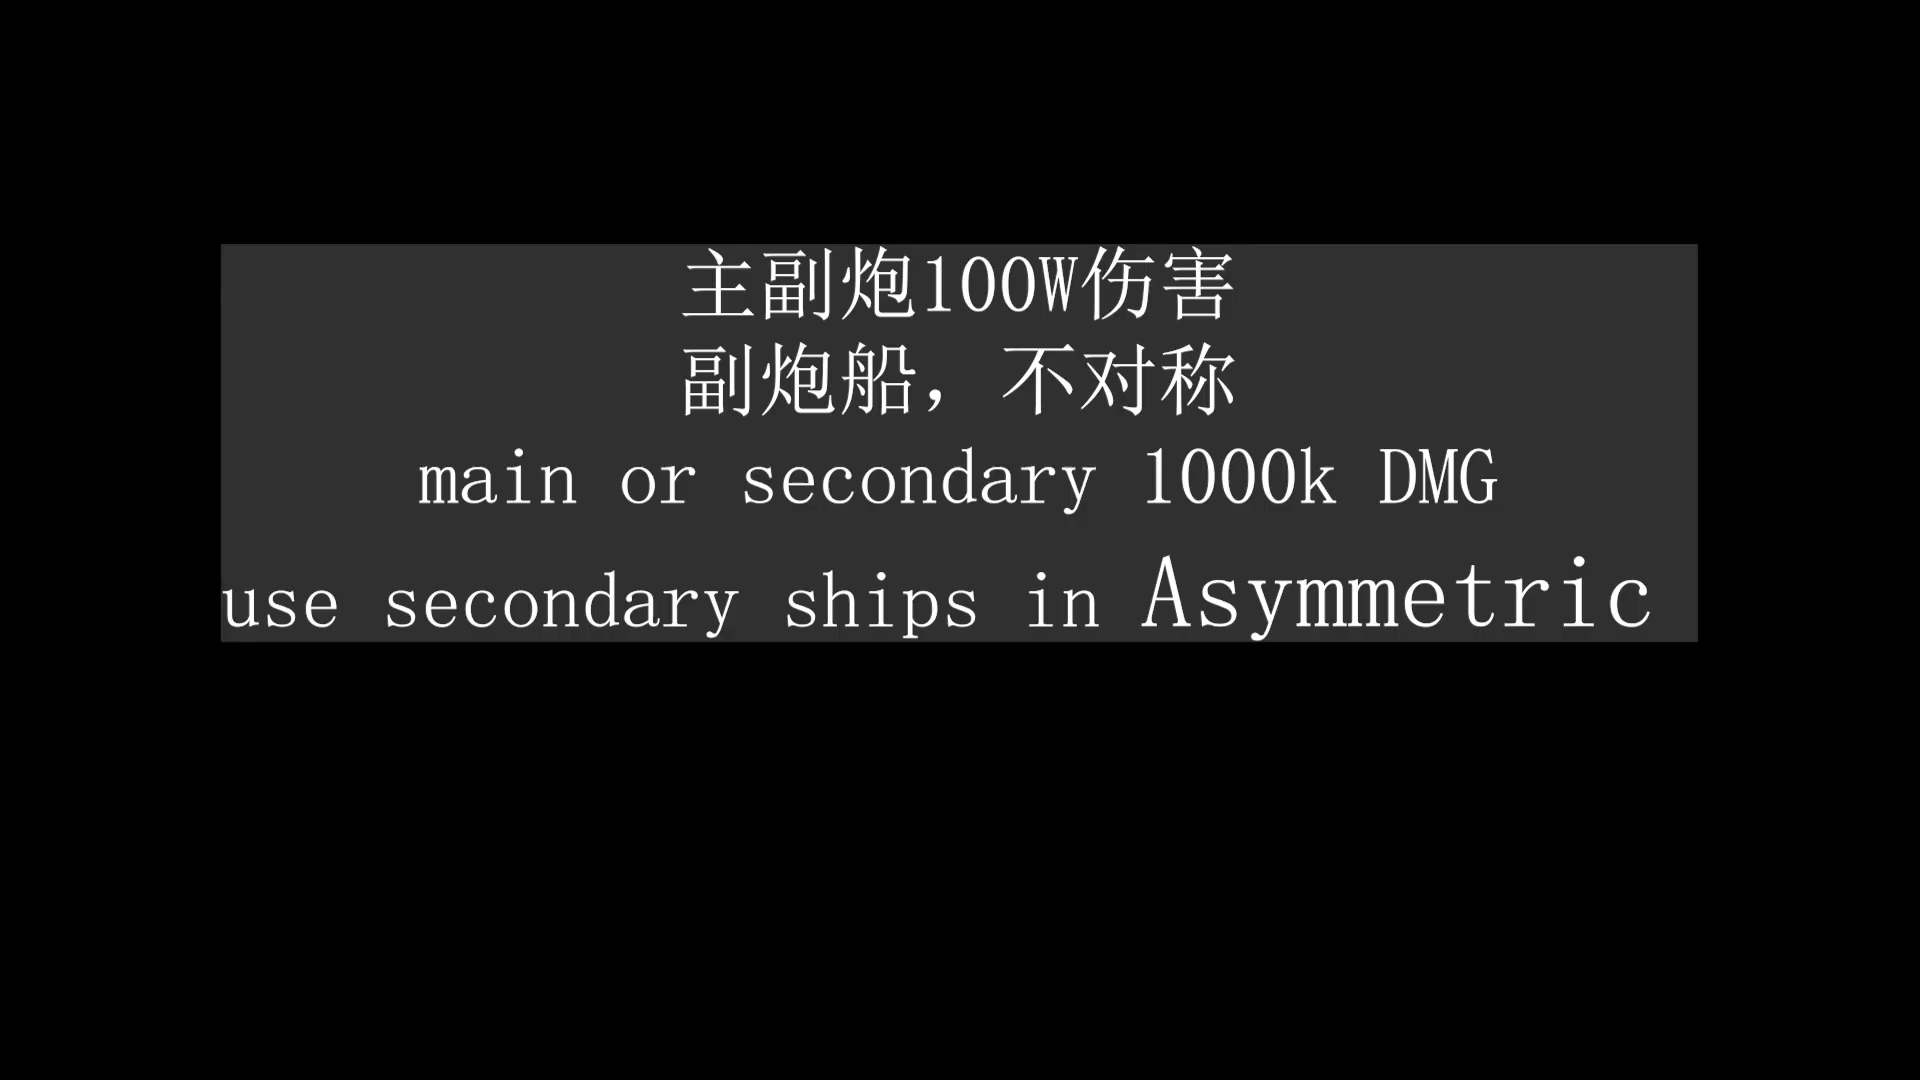 主副炮100W伤害
副炮船，不对称
main or secondary 1000k DMG
use secondary ships in Asymmetric